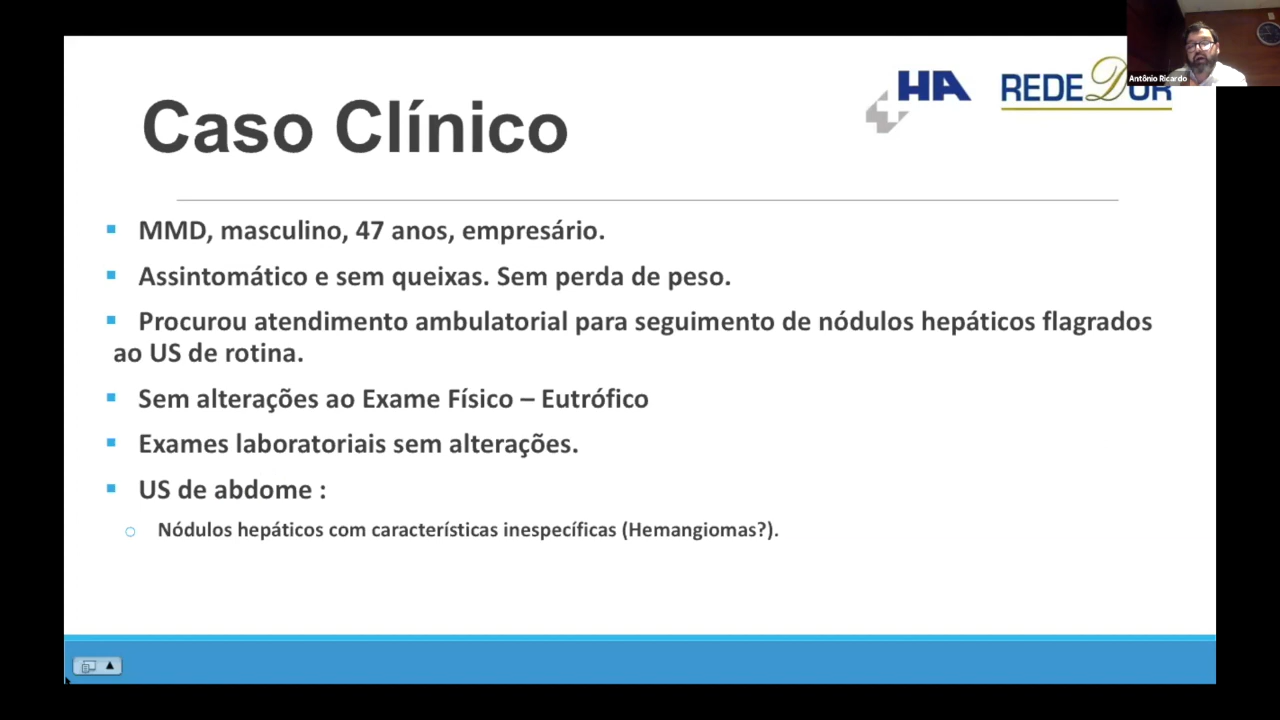 Antônio Ricardo
HA REDE D'OR
Caso Clínico
MMD, masculino, 47 anos, empresário.
Assintomático e sem queixas. Sem perda de peso.
Procurou atendimento ambulatorial para seguimento de nódulos hepáticos flagrados
ao US de rotina.
Sem alterações ao Exame Físico – Eutrófico
Exames laboratoriais sem alterações.
US de abdome :
Nódulos hepáticos com características inespecíficas (Hemangiomas?).